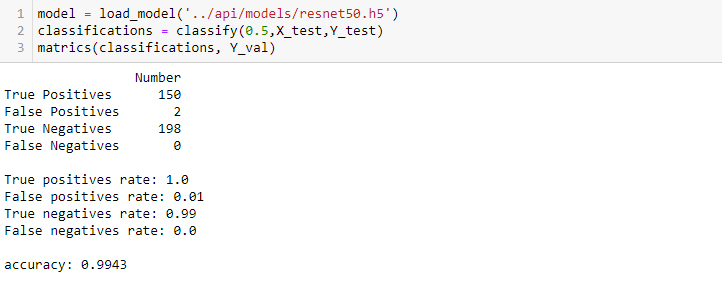 1 model = load_model('../api/models/resnet50.h5')
2 classifications = classify(0.5,X_test,Y_test)
3 matrics(classifications, Y_val)
Number
True Positives 150
False Positives 2
True Negatives 198
False Negatives 0
True positives rate: 1.0
False positives rate: 0.01
True negatives rate: 0.99
False negatives rate: 0.0
accuracy: 0.9943